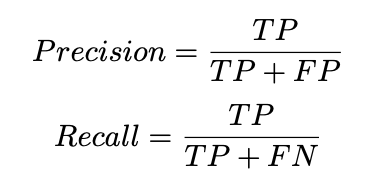 Precision = TP / (TP + FP)
Recall = TP / (TP + FN)